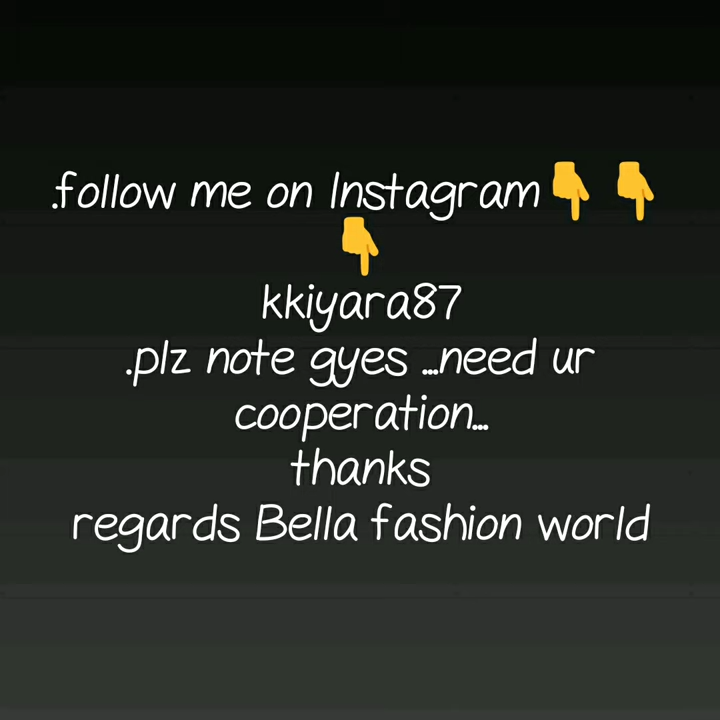 .follow me on Instagram👇👇
👇
kkiyara87
.plz note gyes ...need ur
cooperation...
thanks
regards Bella fashion world